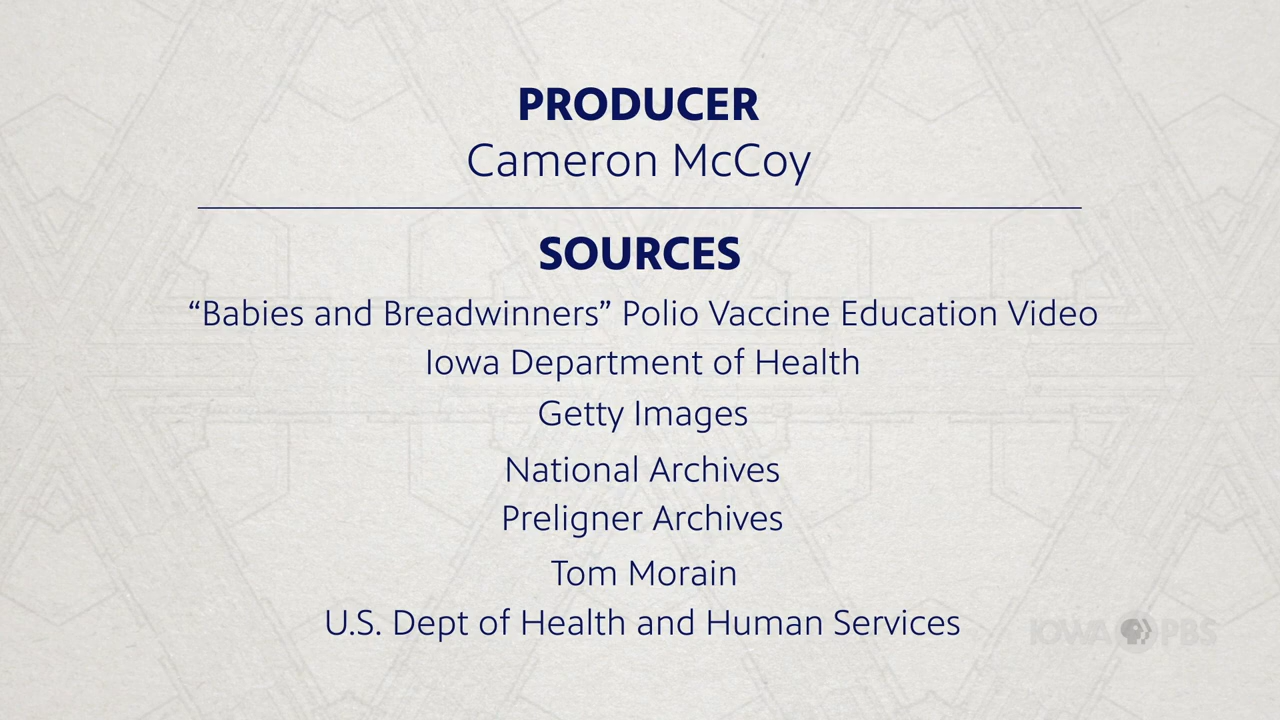 PRODUCER
Cameron McCoy
SOURCES
“Babies and Breadwinners” Polio Vaccine Education Video
Iowa Department of Health
Getty Images
National Archives
Preligner Archives
Tom Morain
U.S. Dept of Health and Human Services
IOWA PBS